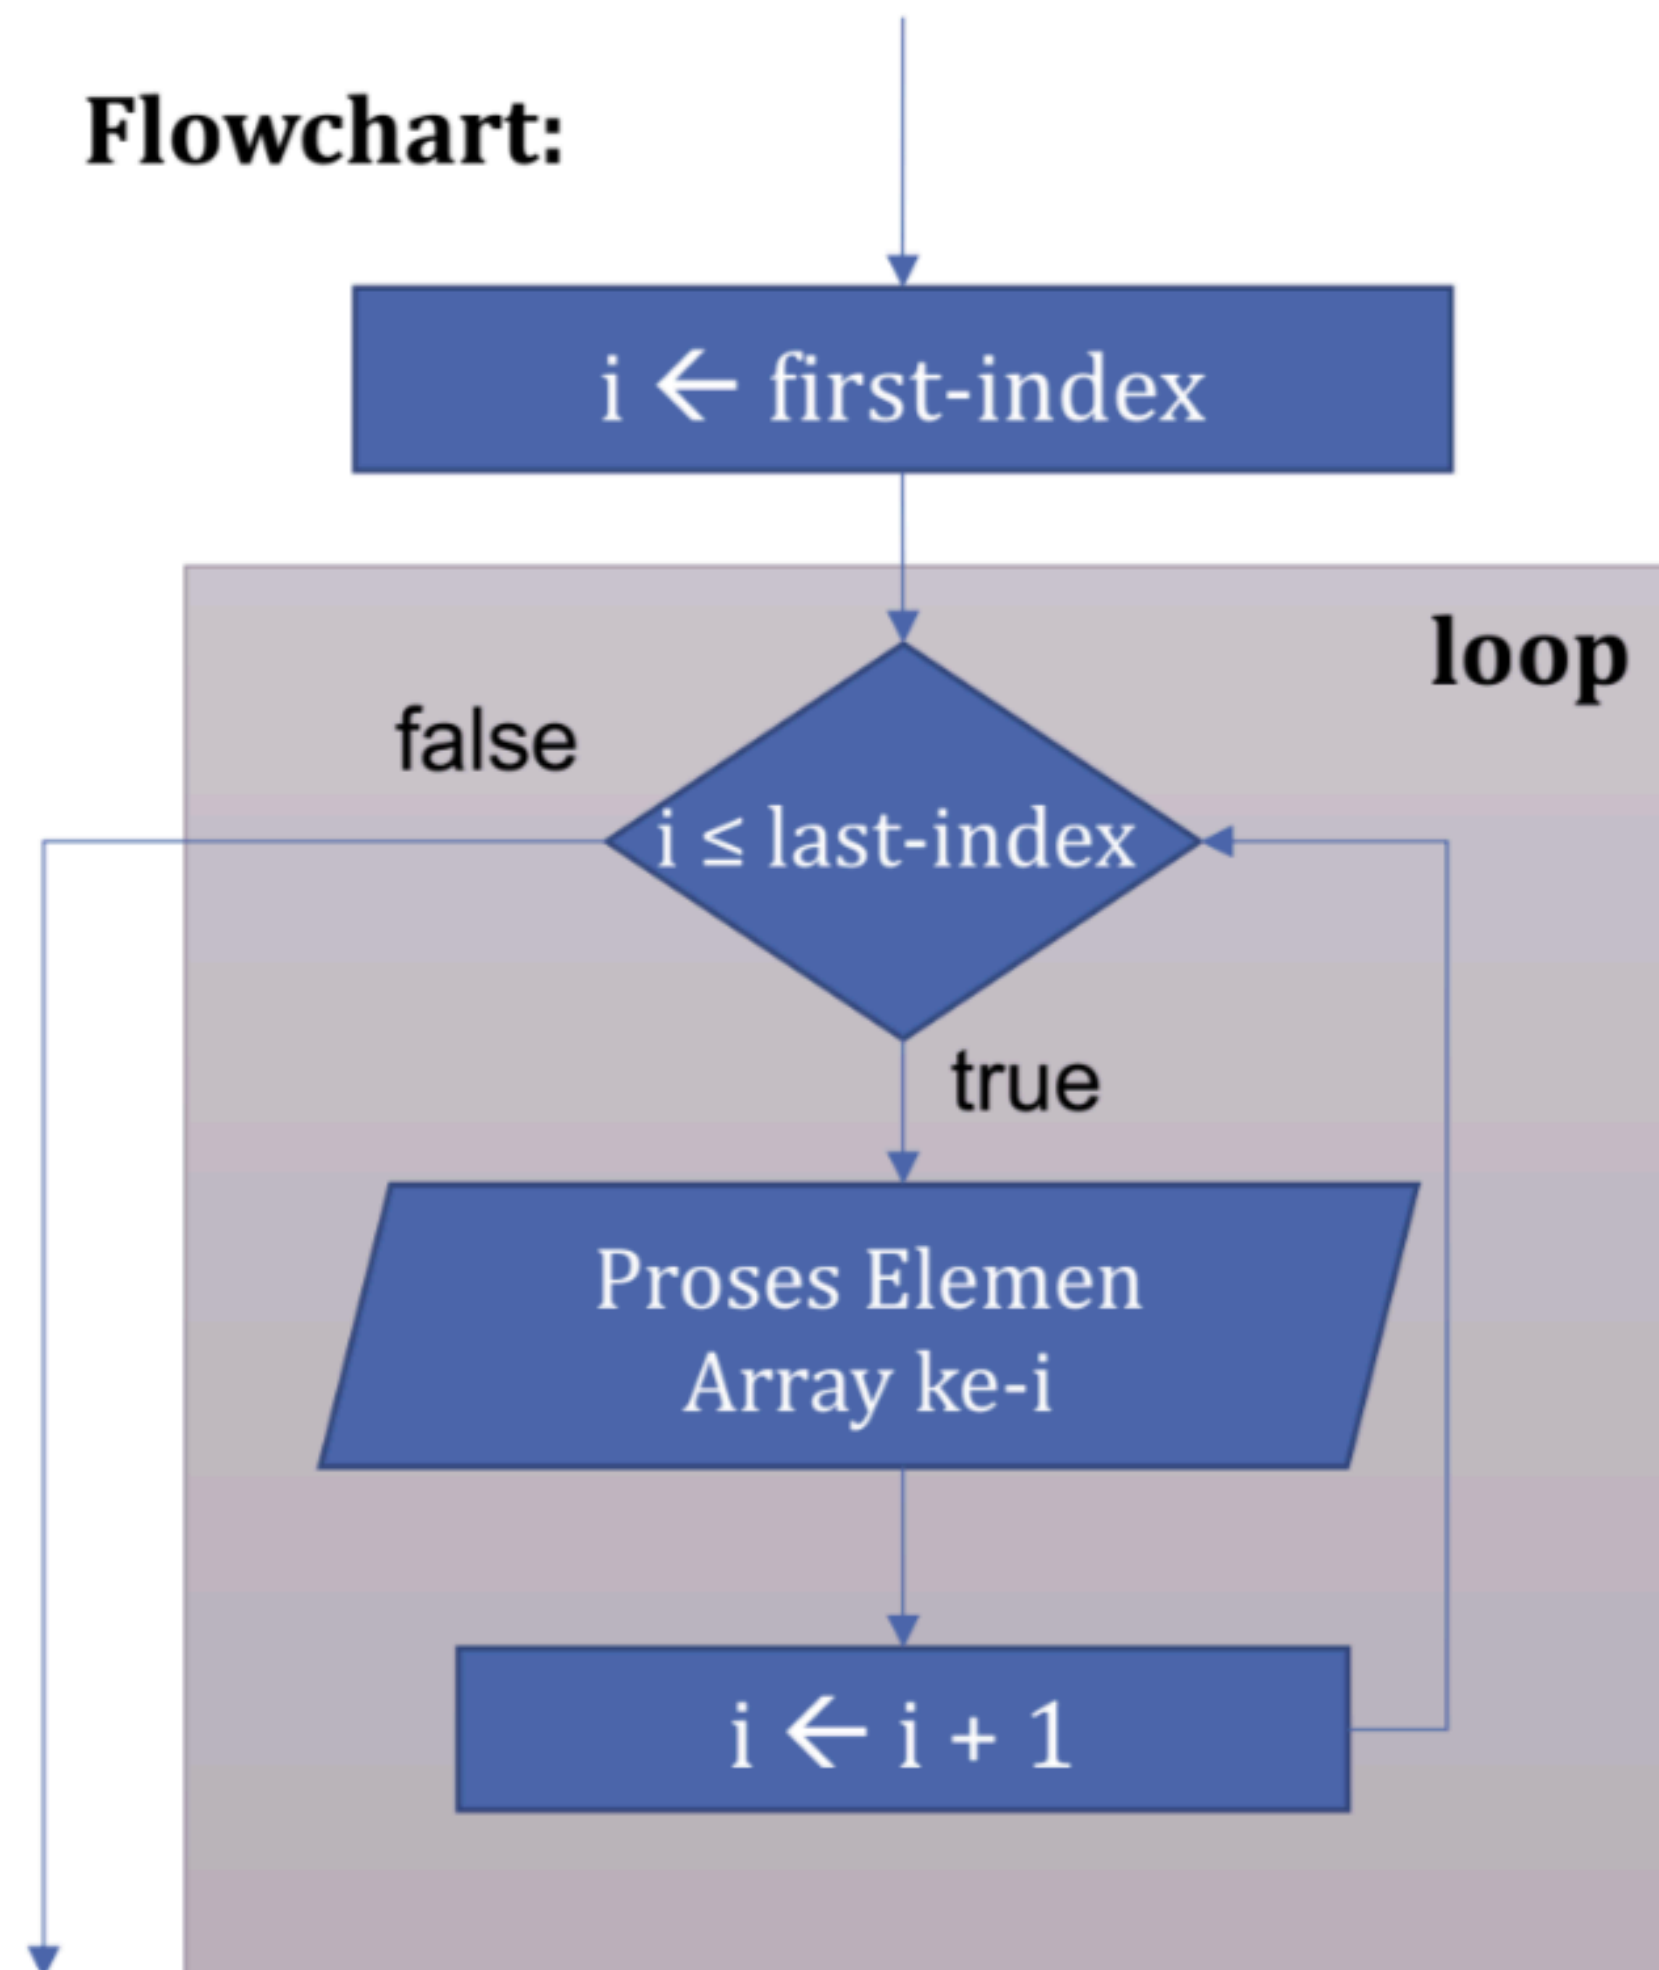 Flowchart:
i ← first-index
loop
false
i ≤ last-index
true
Proses Elemen
Array ke-i
i ← i + 1